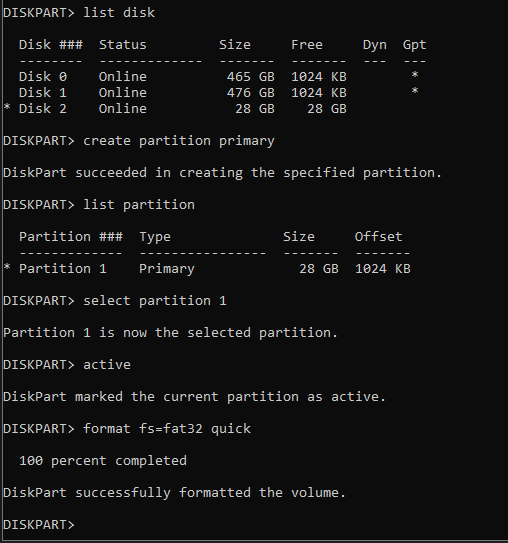 DISKPART> list disk
  Disk ###  Status         Size     Free     Dyn  Gpt
  --------  -------------  -------  -------  ---  ---
  Disk 0    Online          465 GB  1024 KB        *
  Disk 1    Online          476 GB  1024 KB        *
* Disk 2    Online           28 GB    28 GB
DISKPART> create partition primary
DiskPart succeeded in creating the specified partition.
DISKPART> list partition
  Partition ###  Type              Size     Offset
  -------------  ----------------  -------  -------
* Partition 1    Primary             28 GB  1024 KB
DISKPART> select partition 1
Partition 1 is now the selected partition.
DISKPART> active
DiskPart marked the current partition as active.
DISKPART> format fs=fat32 quick
  100 percent completed
DiskPart successfully formatted the volume.
DISKPART>